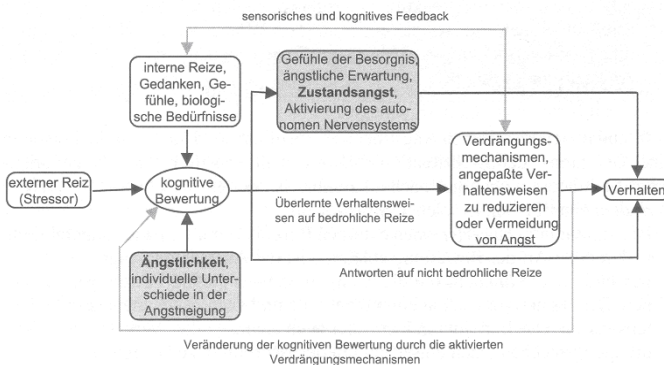 sensorisches und kognitives Feedback
interne Reize,
Gedanken, Ge-
fühle, biologi-
sche Bedürfnisse
Gefühle der Besorgnis,
ängstliche Erwartung,
Zustandsangst,
Aktivierung des auto-
nomen Nervensystems
externer Reiz
(Stressor)
kognitive
Bewertung
Überlernte Verhaltenswei-
sen auf bedrohliche Reize
Verdrängungs-
mechanismen,
angepaßte Ver-
haltensweisen
zu reduzieren
oder Vermeidung
von Angst
Verhalten
Ängstlichkeit,
individuelle Unter-
schiede in der
Angstneigung
Antworten auf nicht bedrohliche Reize
Veränderung der kognitiven Bewertung durch die aktivierten
Verdrängungsmechanismen